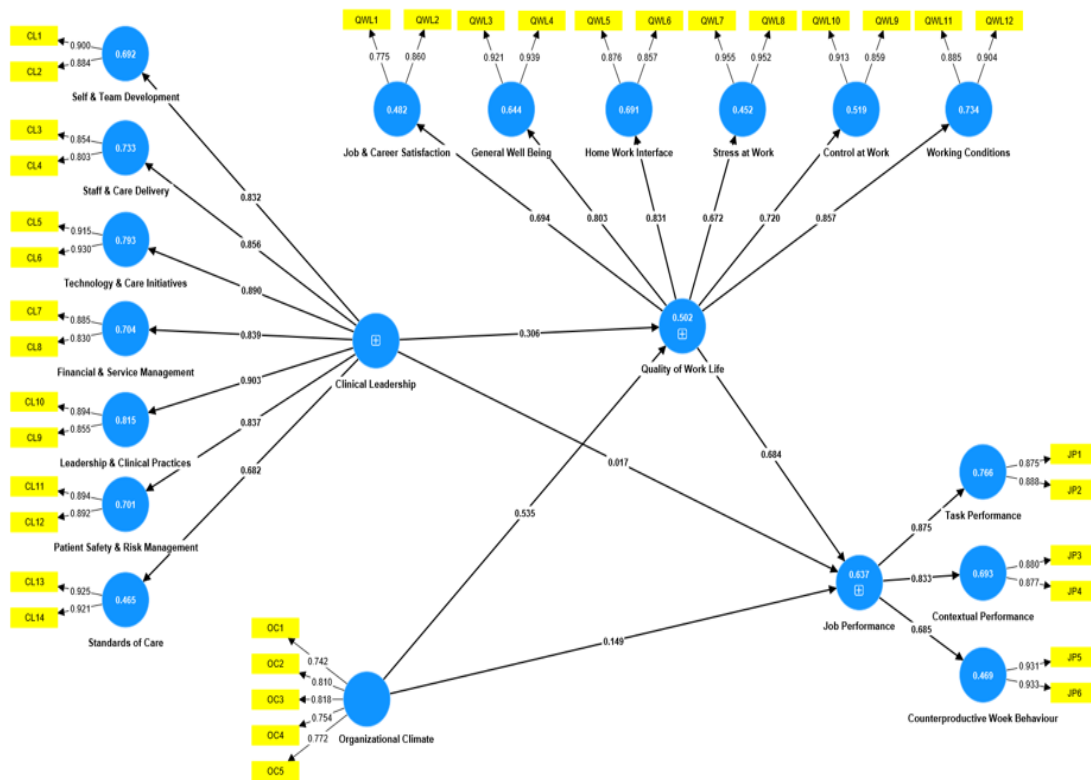 CL1
0.900
0.692
0.884
CL2
Self & Team Development
CL3
0.854
0.733
0.803
CL4
Staff & Care Delivery
CL5
0.915
0.793
0.930
CL6
Technology & Care Initiatives
CL7
0.885
0.704
0.830
CL8
Financial & Service Management
CL10
0.894
0.815
0.855
CL9
Leadership & Clinical Practices
CL11
0.894
0.701
0.892
CL12
Patient Safety & Risk Management
CL13
0.925
0.465
0.921
CL14
Standards of Care
0.832
0.856
0.890
0.839
0.903
0.837
0.682
Clinical Leadership
QWL1 QWL2 QWL3 QWL4 QWL5 QWL6 QWL7 QWL8 QWL10 QWL9 QWL11 QWL12
0.775 0.860 0.921 0.939 0.876 0.857 0.955 0.952 0.913 0.859 0.885 0.904
0.482 0.644 0.691 0.452 0.519 0.734
Job & Career Satisfaction General Well Being Home Work Interface Stress at Work Control at Work Working Conditions
0.694 0.803 0.831 0.672 0.720 0.857
0.306
0.502
Quality of Work Life
0.684
0.017
0.535
0.149
OC1
0.742
OC2
0.810
OC3
0.818
OC4
0.754
OC5
0.772
Organizational Climate
0.637
Job Performance
0.875
0.833
0.685
0.766
0.875
JP1
0.888
JP2
Task Performance
0.693
0.880
JP3
0.877
JP4
Contextual Performance
0.469
0.931
JP5
0.933
JP6
Counterproductive Woek Behaviour